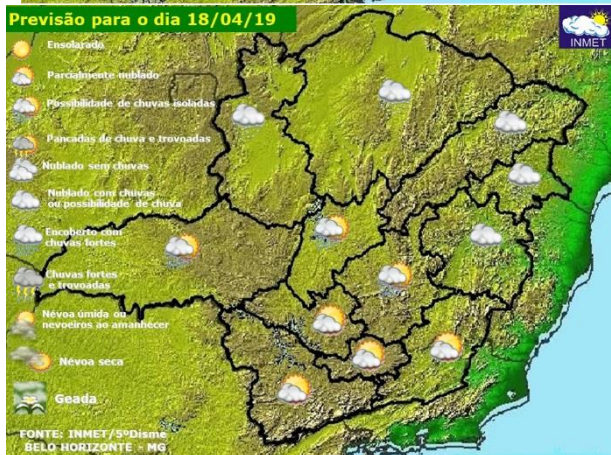 Previsão para o dia 18/04/19
INMET
Ensolarado
Parcialmente nublado
Possibilidade de chuvas isoladas
Pancadas de chuva e trovoadas
Nublado sem chuvas
Nublado com chuvas
ou possibilidade de chuva
Encoberto com
chuvas fortes
Chuvas fortes
e trovoadas
Névoa úmida ou
nevoeiros ao amanhecer
Névoa seca
Geada
FONTE: INMET/5ºDisme
BELO HORIZONTE - MG